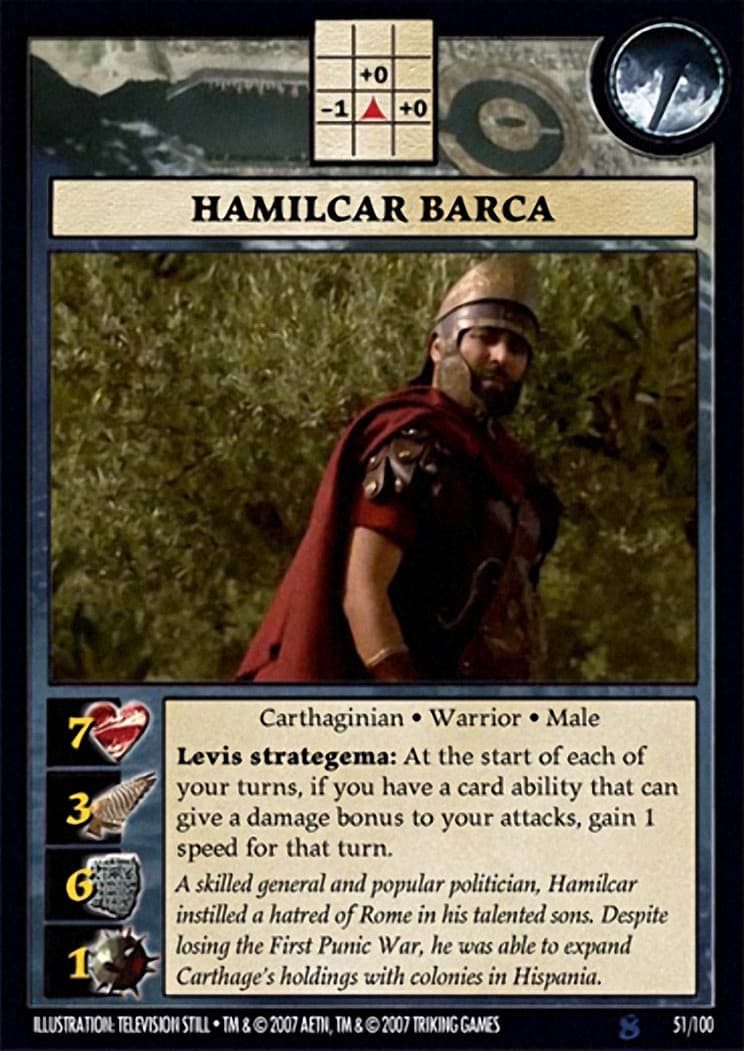 +0
-1 +0
HAMILCAR BARCA
7
3
6
1
Carthaginian • Warrior • Male
Levis strategema: At the start of each of
your turns, if you have a card ability that can
give a damage bonus to your attacks, gain 1
speed for that turn.
A skilled general and popular politician, Hamilcar
instilled a hatred of Rome in his talented sons. Despite
losing the First Punic War, he was able to expand
Carthage's holdings with colonies in Hispania.
ILLUSTRATION: TELEVISION STILL • TM & © 2007 AETN, TM & © 2007 TRIKING GAMES
51/100